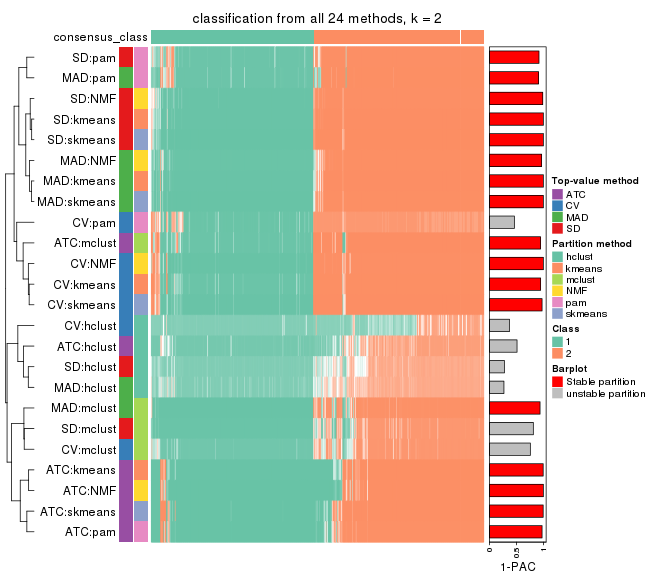 classification from all 24 methods, k = 2
consensus_class
SD:pam
MAD:pam
SD:NMF
SD:kmeans
SD:skmeans
MAD:NMF
MAD:kmeans
MAD:skmeans
CV:pam
ATC:mclust
CV:NMF
CV:kmeans
CV:skmeans
CV:hclust
ATC:hclust
SD:hclust
MAD:hclust
MAD:mclust
SD:mclust
CV:mclust
ATC:kmeans
ATC:NMF
ATC:skmeans
ATC:pam
0
0.5
1
1-PAC
Top-value method
ATC
CV
MAD
SD
Partition method
hclust
kmeans
mclust
NMF
pam
skmeans
Class
1
2
Barplot
Stable partition
unstable partition